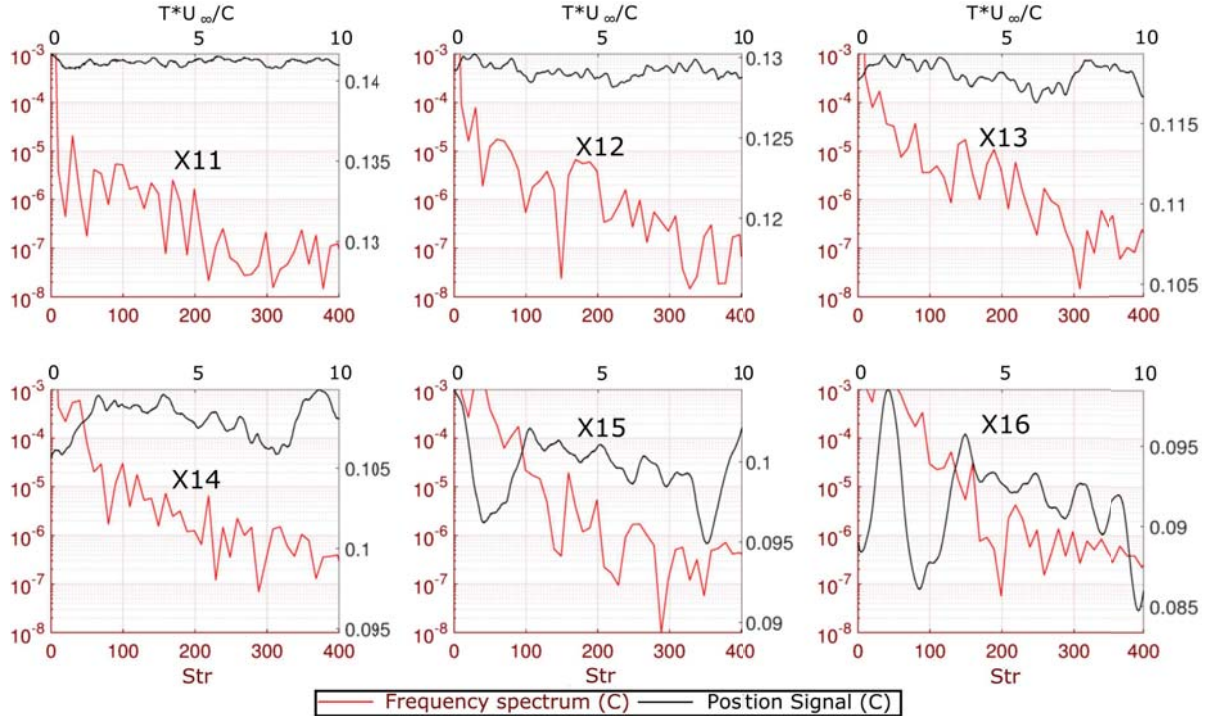 T*U ∞/C T*U ∞/C T*U ∞/C
0 5 10 0 5 10 0 5 10
10-3 10-3 10-3
0.14 0.13
10-4 10-4 10-4
0.125 0.115
10-5 X11 0.135 10-5 X12 10-5 X13
10-6 10-6 0.12 10-6 0.11
0.13
10-7 10-7 10-7
0.105
10-8 10-8 10-8
0 100 200 300 400 0 100 200 300 400 0 100 200 300 400
0 5 10 0 5 10 0 5 10
10-3 10-3 10-3
10-4 X15 X16 0.095
10-4 10-4
0.105 0.1
10-5 X14 10-5 10-5
0.09
10-6 0.1 10-6 0.095 10-6
10-7 10-7 10-7
0.085
0.095 0.09
10-8 10-8 10-8
0 100 200 300 400 0 100 200 300 400 0 100 200 300 400
Str Str Str
Frequency spectrum (C) Postion Signal (C)